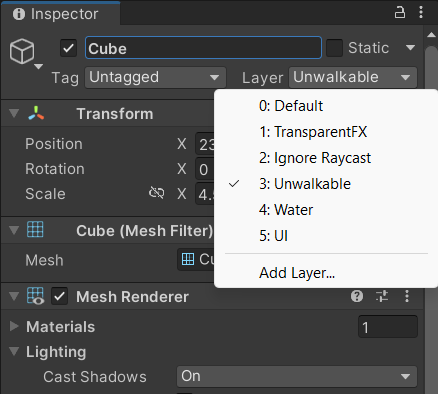 Inspector
Cube
Static
Tag Untagged Layer Unwalkable
0: Default
1: TransparentFX
2: Ignore Raycast
3: Unwalkable
4: Water
5: UI
Add Layer...
Transform
Position X 23
Rotation X 0
Scale X 4.5
Cube (Mesh Filter)
Mesh Cu
Mesh Renderer
Materials 1
Lighting
Cast Shadows On